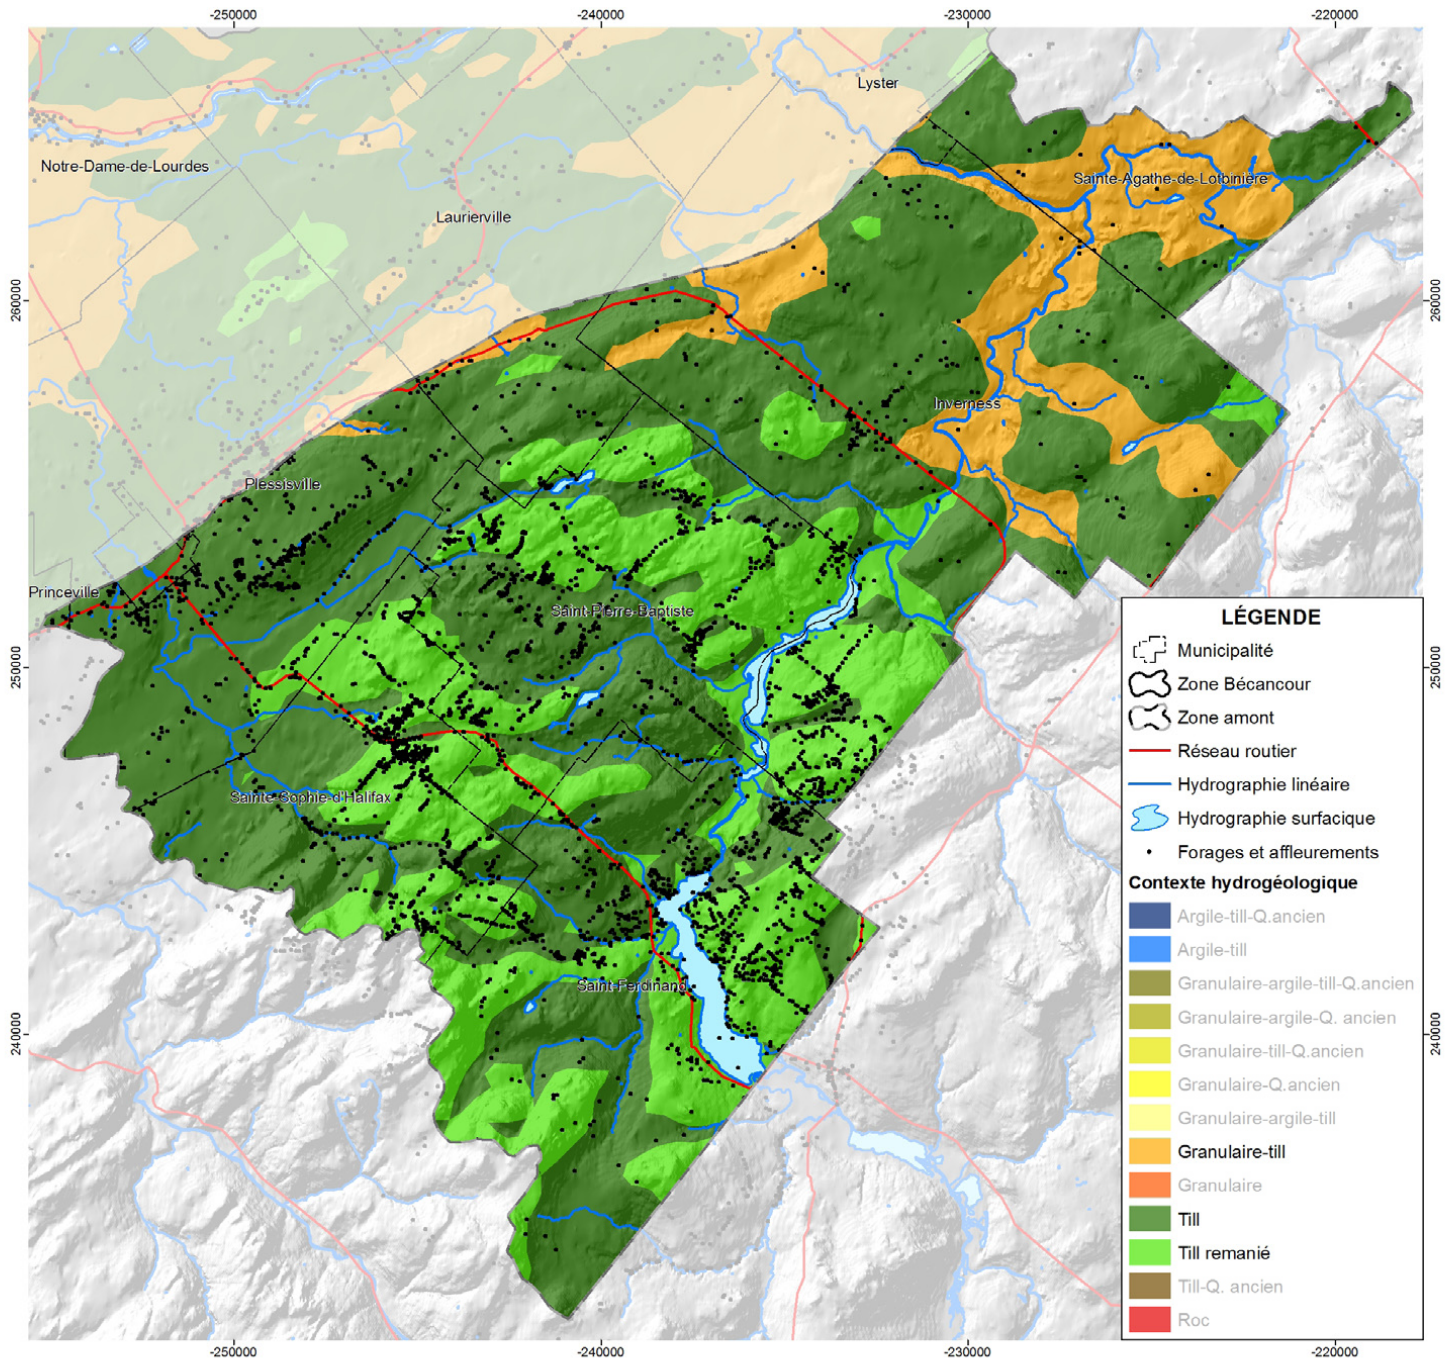 -250000
-240000
-230000
-220000
Lyster
Notre-Dame-de-Lourdes
Sainte-Agathe-de-Lotbinière
Laurierville
260000
260000
Inverness
Plessisville
Princeville
Saint-Pierre-Baptiste
250000
250000
Sainte-Sophie-d'Halifax
Saint-Ferdinand
240000
240000
LÉGENDE
Municipalité
Zone Bécancour
Zone amont
Réseau routier
Hydrographie linéaire
Hydrographie surfacique
Forages et affleurements
Contexte hydrogéologique
Argile-till-Q.ancien
Argile-till
Granulaire-argile-till-Q.ancien
Granulaire-argile-Q. ancien
Granulaire-till-Q.ancien
Granulaire-Q.ancien
Granulaire-argile-till
Granulaire-till
Granulaire
Till
Till remanié
Till-Q. ancien
Roc
-250000
-240000
-230000
-220000